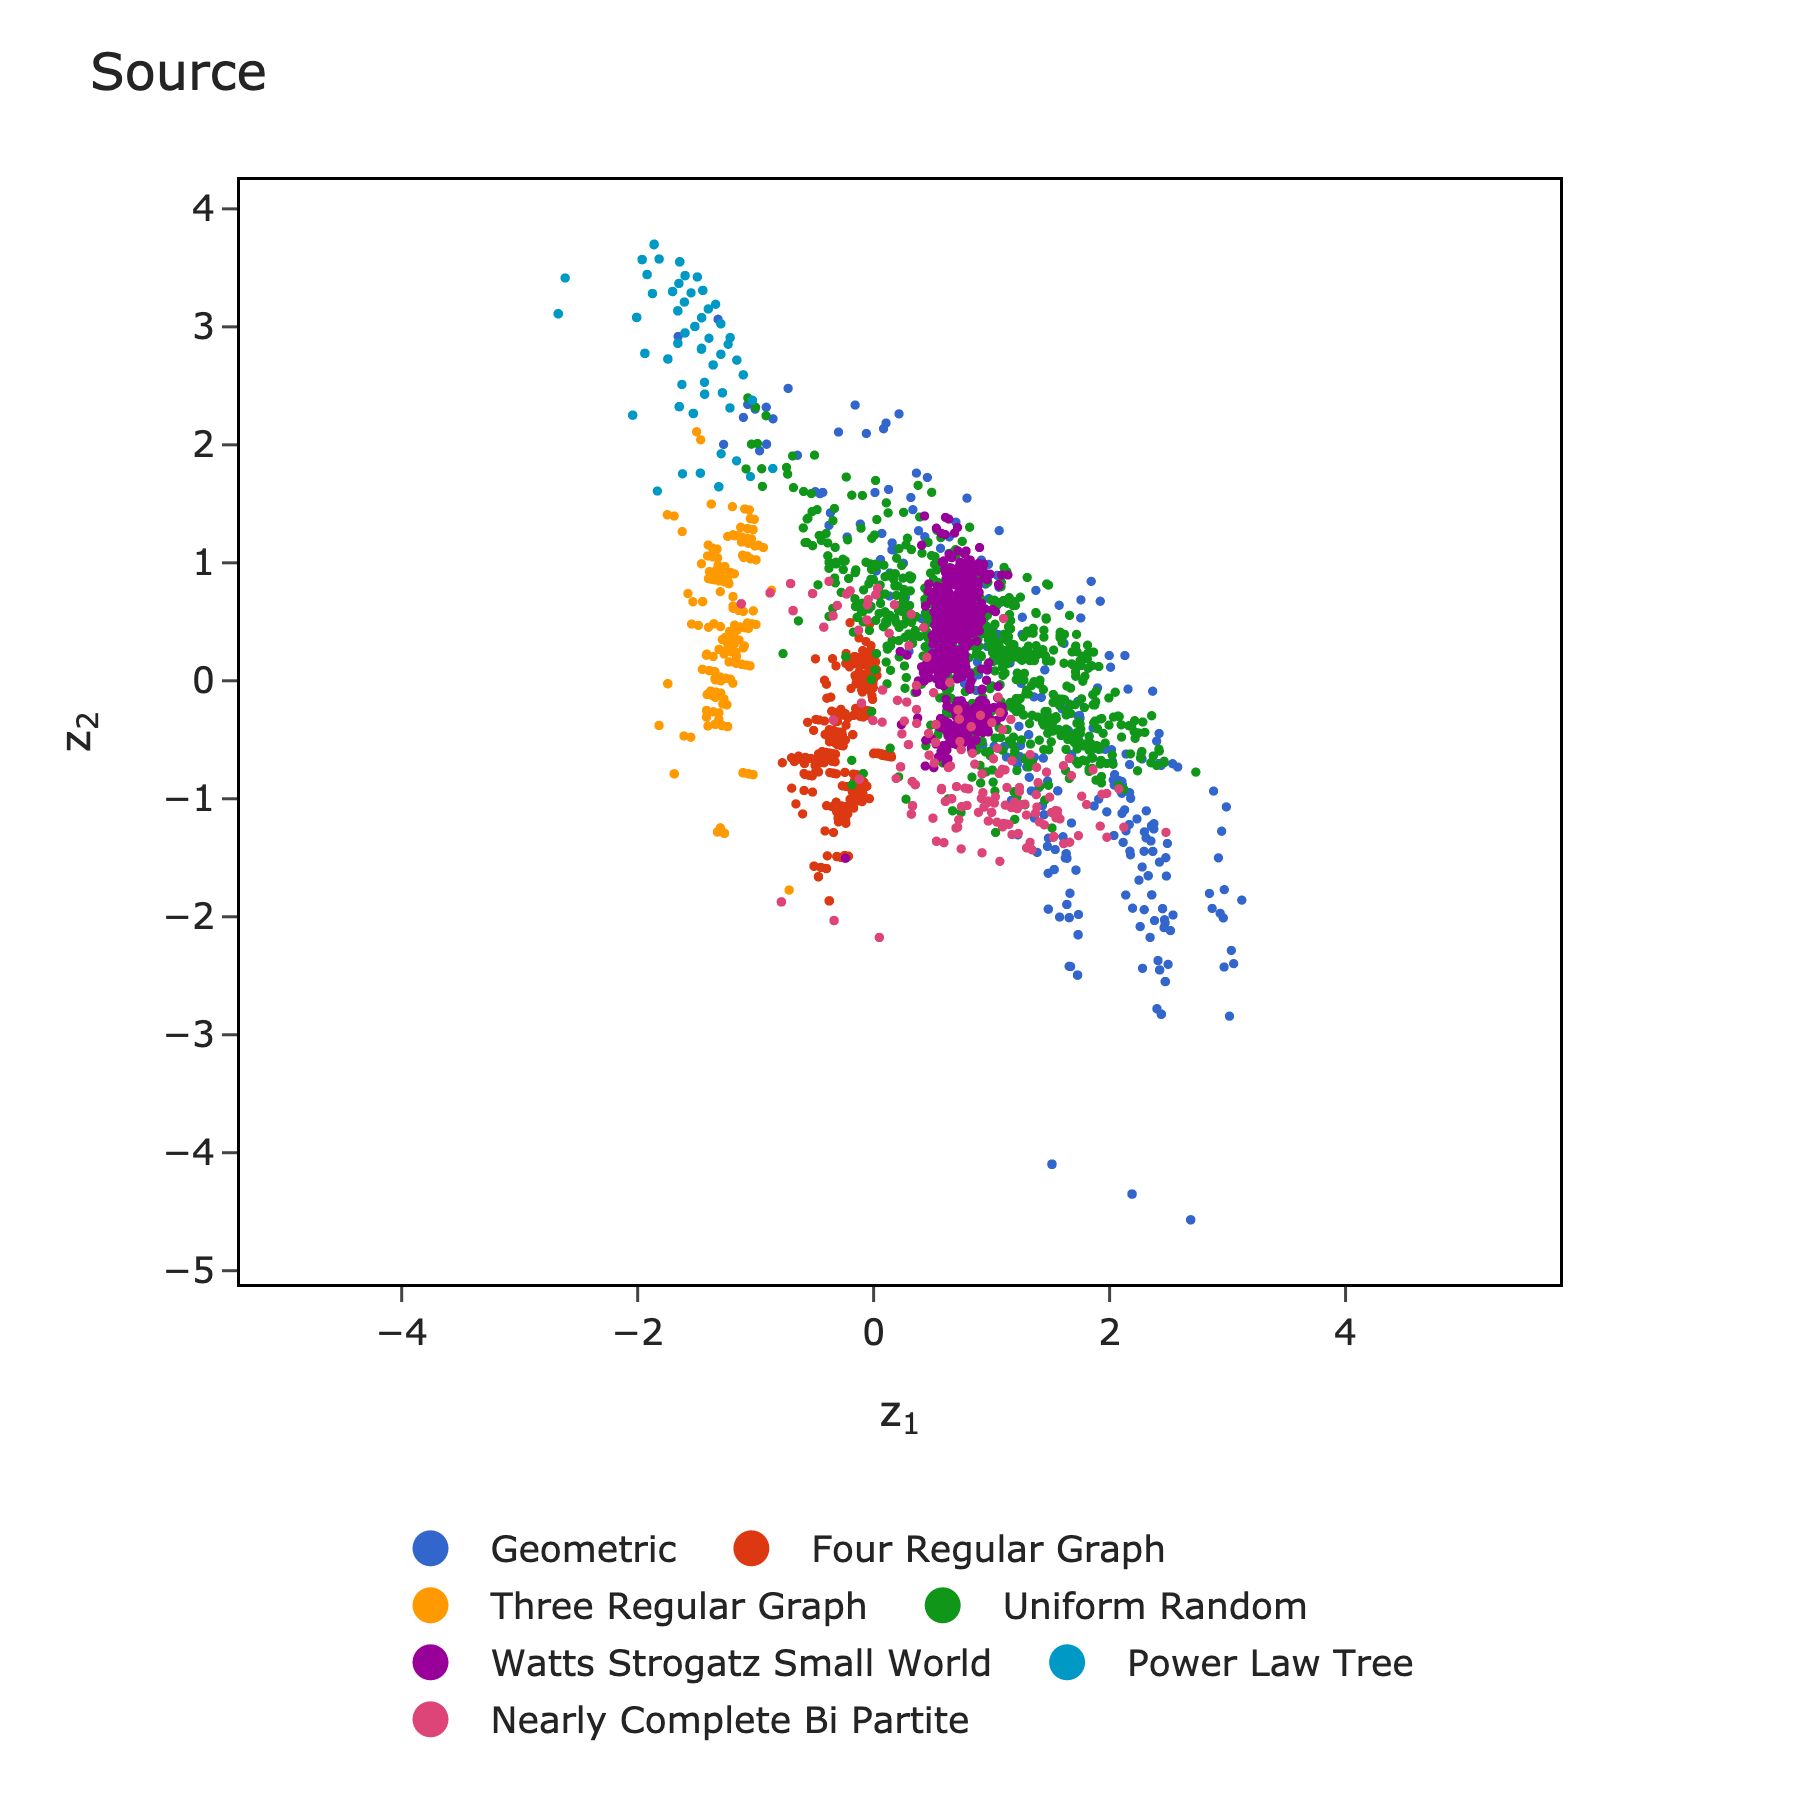 Source
4
3
2
1
0
−1
−2
−3
−4
−5
z2
−4 −2 0 2 4
z1
Geometric Four Regular Graph
Three Regular Graph Uniform Random
Watts Strogatz Small World Power Law Tree
Nearly Complete Bi Partite